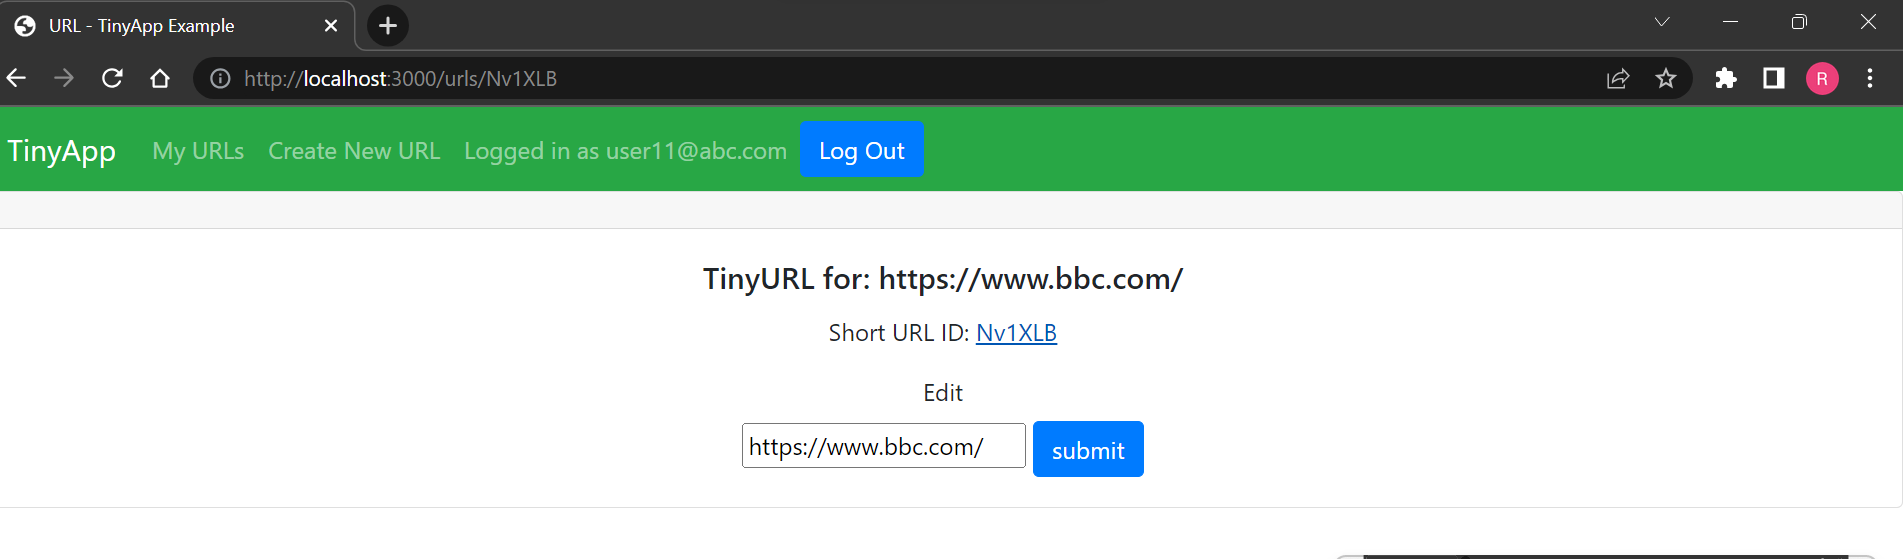 URL - TinyApp Example
http://localhost:3000/urls/Nv1XLB
R
TinyApp My URLs Create New URL Logged in as user11@abc.com Log Out
TinyURL for: https://www.bbc.com/
Short URL ID: Nv1XLB
Edit
https://www.bbc.com/ submit